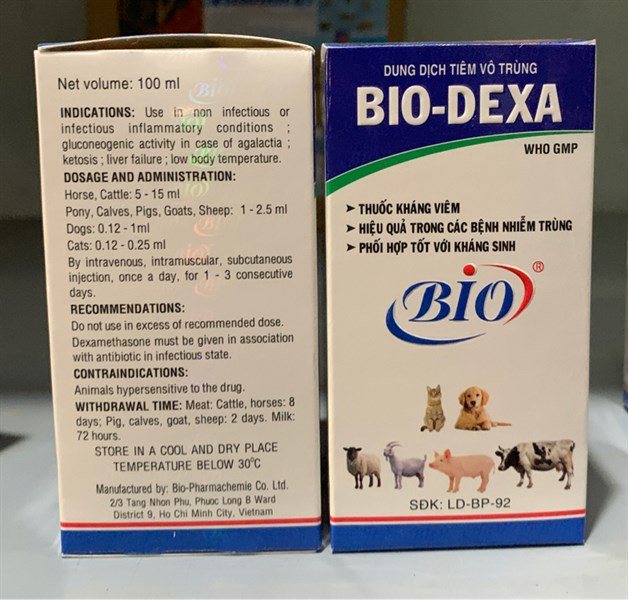 Net volume: 100 ml
BIO
INDICATIONS: Use in non infectious or
infectious inflammatory conditions ;
gluconeogenic activity in case of agalactia ;
ketosis ; liver failure ; low body temperature.
DOSAGE AND ADMINISTRATION:
Horse, Cattle: 5 - 15 ml
Pony, Calves, Pigs, Goats, Sheep: 1 - 2.5 ml
Dogs: 0.12 - 1ml
Cats: 0.12 - 0.25 ml
By intravenous, intramuscular, subcutaneous
injection, once a day, for 1 - 3 consecutive
days.
RECOMMENDATIONS:
Do not use in excess of recommended dose.
Dexamethasone must be given in association
with antibiotic in infectious state.
CONTRAINDICATIONS:
Animals hypersensitive to the drug.
WITHDRAWAL TIME: Meat: Cattle, horses: 8
days; Pig, calves, goat, sheep: 2 days. Milk:
72 hours.
STORE IN A COOL AND DRY PLACE
TEMPERATURE BELOW 30°C
Manufactured by: Bio-Pharmachemie Co. Ltd.
2/3 Tang Nhon Phu, Phuoc Long B Ward
District 9, Ho Chi Minh City, Vietnam
DUNG DỊCH TIÊM VÔ TRÙNG
BIO-DEXA
WHO GMP
➤ THUỐC KHÁNG VIÊM
➤ HIỆU QUẢ TRONG CÁC BỆNH NHIỄM TRÙNG
➤ PHỐI HỢP TỐT VỚI KHÁNG SINH
BIO®
SĐK: LD-BP-92